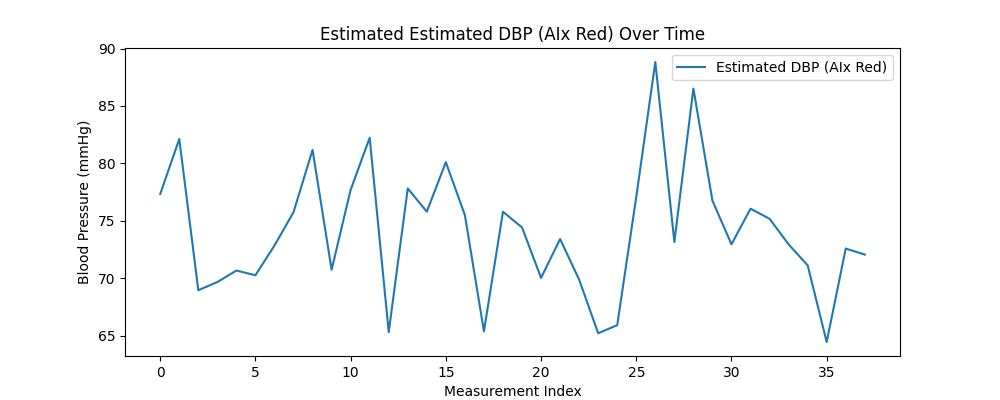 Estimated Estimated DBP (AIx Red) Over Time
Estimated DBP (AIx Red)
Blood Pressure (mmHg)
90
85
80
75
70
65
0 5 10 15 20 25 30 35
Measurement Index